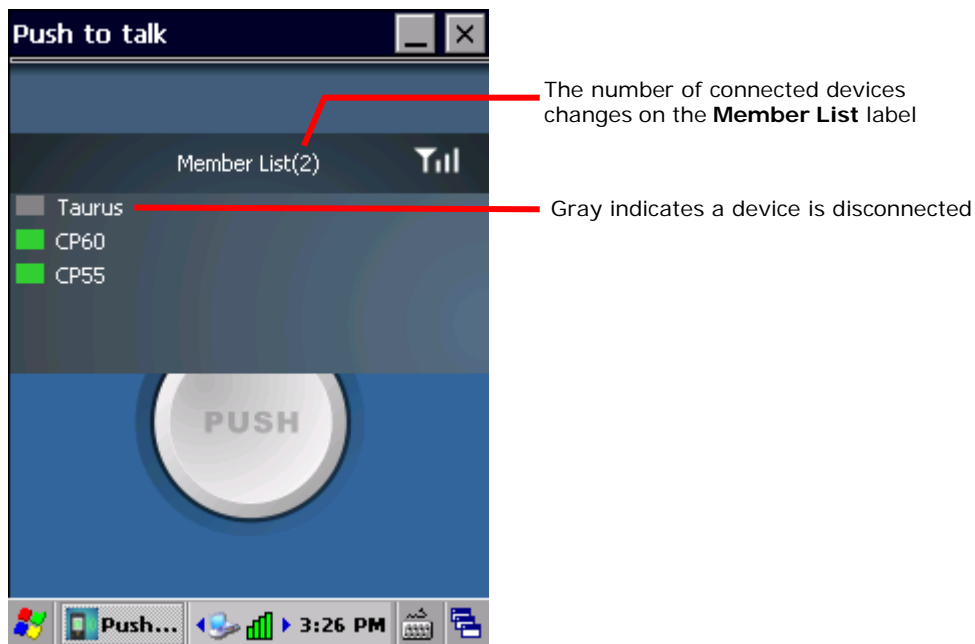 Push to talk
The number of connected devices
changes on the Member List label
Member List(2)
Taurus
Gray indicates a device is disconnected
CP60
CP55
PUSH
Push... 3:26 PM